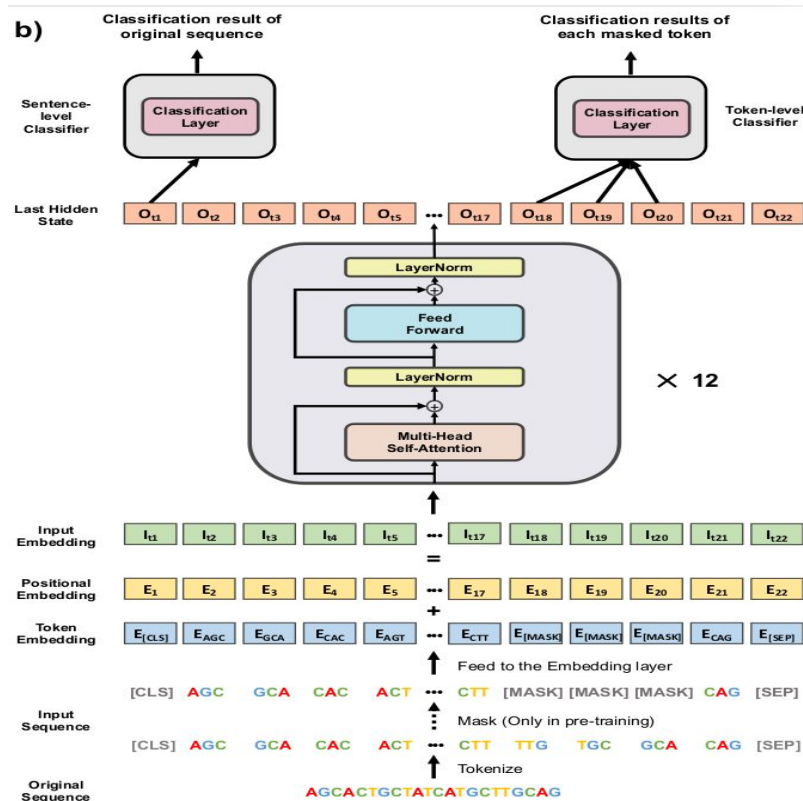 b)
Classification result of
original sequence
Classification results of
each masked token
Sentence-
level
Classifier
Classification
Layer
Classification
Layer
Token-level
Classifier
Last Hidden
State
Ot1 Ot2 Ot3 Ot4 Ot5 ••• Ot17 Ot18 Ot19 Ot20 Ot21 Ot22
LayerNorm
+
Feed
Forward
LayerNorm
+
Multi-Head
Self-Attention
× 12
Input
Embedding
It1 It2 It3 It4 It5 ••• It17 It18 It19 It20 It21 It22
=
Positional
Embedding
E1 E2 E3 E4 E5 ••• E17 E18 E19 E20 E21 E22
+
Token
Embedding
E[CLS] EAGC EGCA ECAC EAGT ••• ECTT E[MASK] E[MASK] E[MASK] ECAG E[SEP]
Feed to the Embedding layer
[CLS] AGC GCA CAC ACT ••• CTT [MASK] [MASK] [MASK] CAG [SEP]
Input
Sequence
Mask (Only in pre-training)
[CLS] AGC GCA CAC ACT ••• CTT TTG TGC GCA CAG [SEP]
Tokenize
Original
Sequence
AGCACTGCTATCATGCTTGCAG